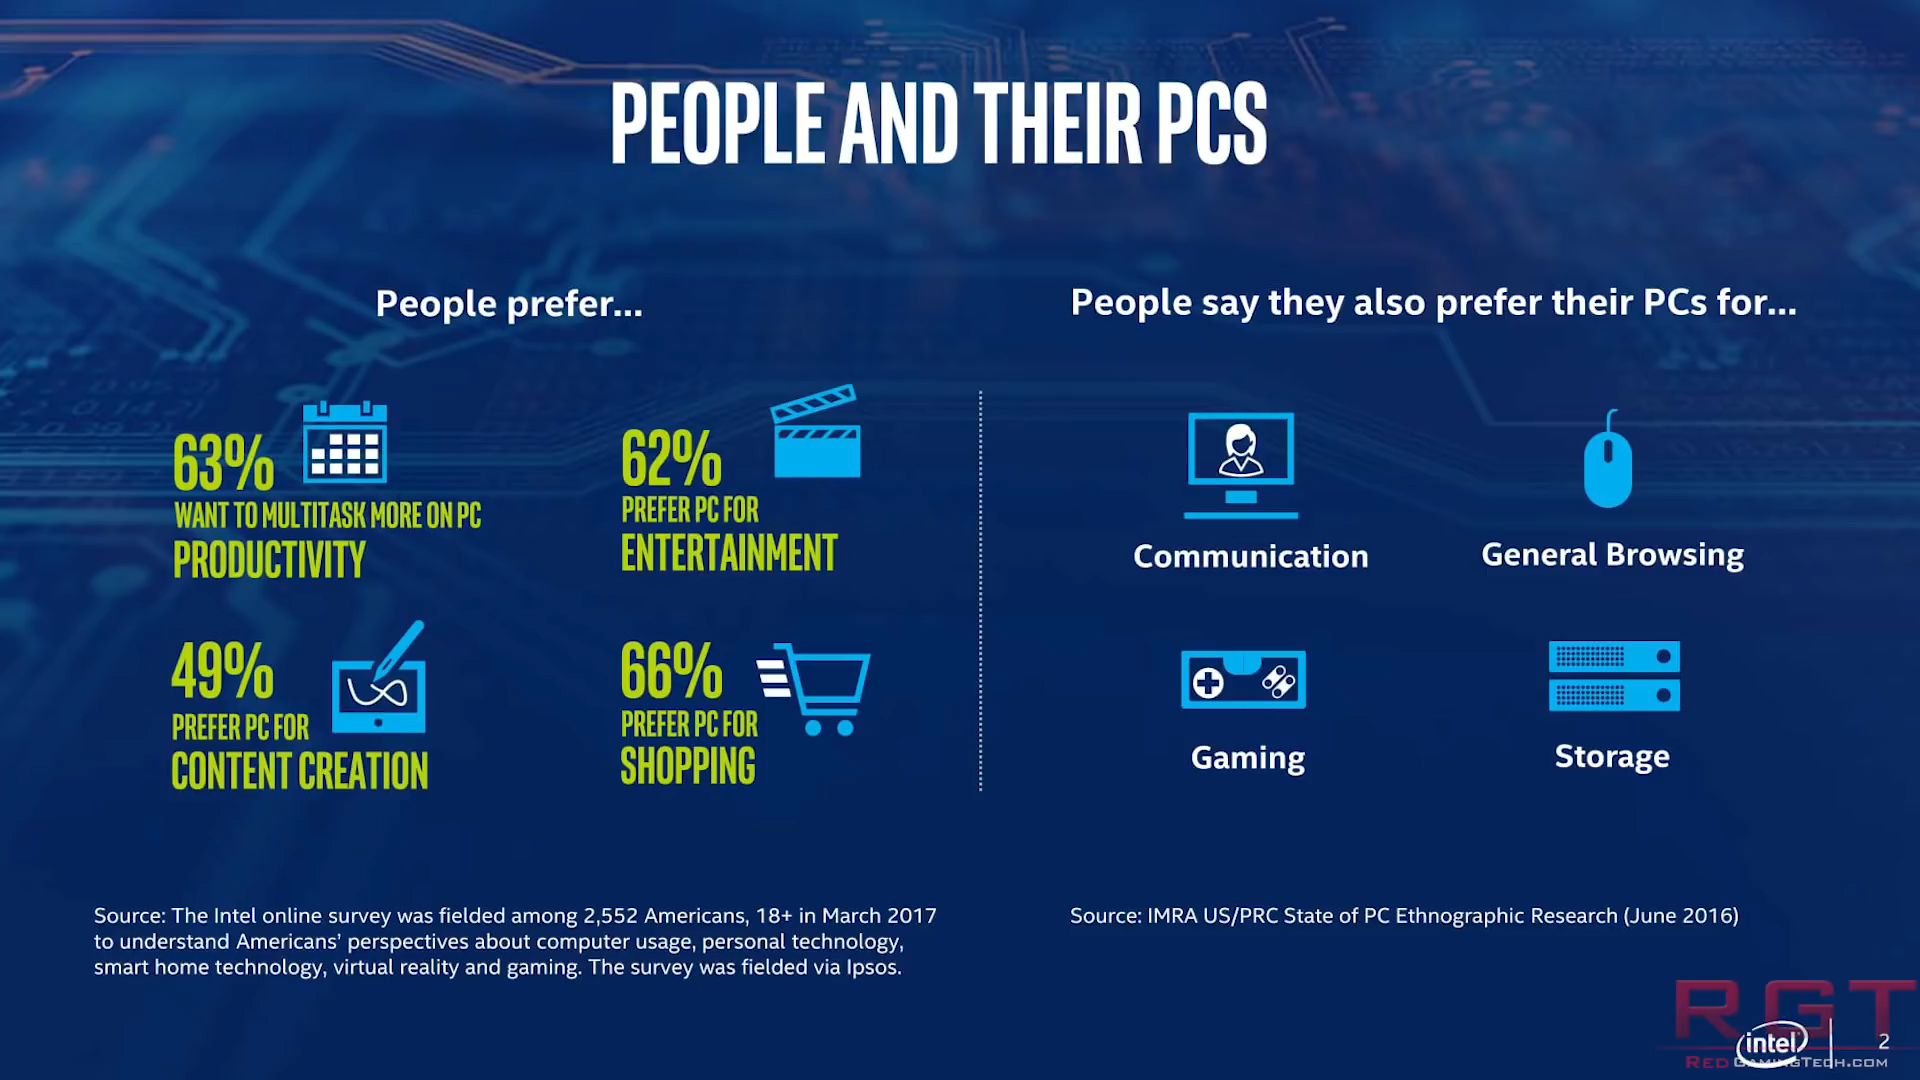 PEOPLE AND THEIR PCS
People prefer...
63%
WANT TO MULTITASK MORE ON PC
PRODUCTIVITY
62%
PREFER PC FOR
ENTERTAINMENT
49%
PREFER PC FOR
CONTENT CREATION
66%
PREFER PC FOR
SHOPPING
Source: The Intel online survey was fielded among 2,552 Americans, 18+ in March 2017
to understand Americans’ perspectives about computer usage, personal technology,
smart home technology, virtual reality and gaming. The survey was fielded via Ipsos.
People say they also prefer their PCs for...
Communication
General Browsing
Gaming
Storage
Source: IMRA US/PRC State of PC Ethnographic Research (June 2016)
RGT
intel
2
REDGAMINGTECH.COM